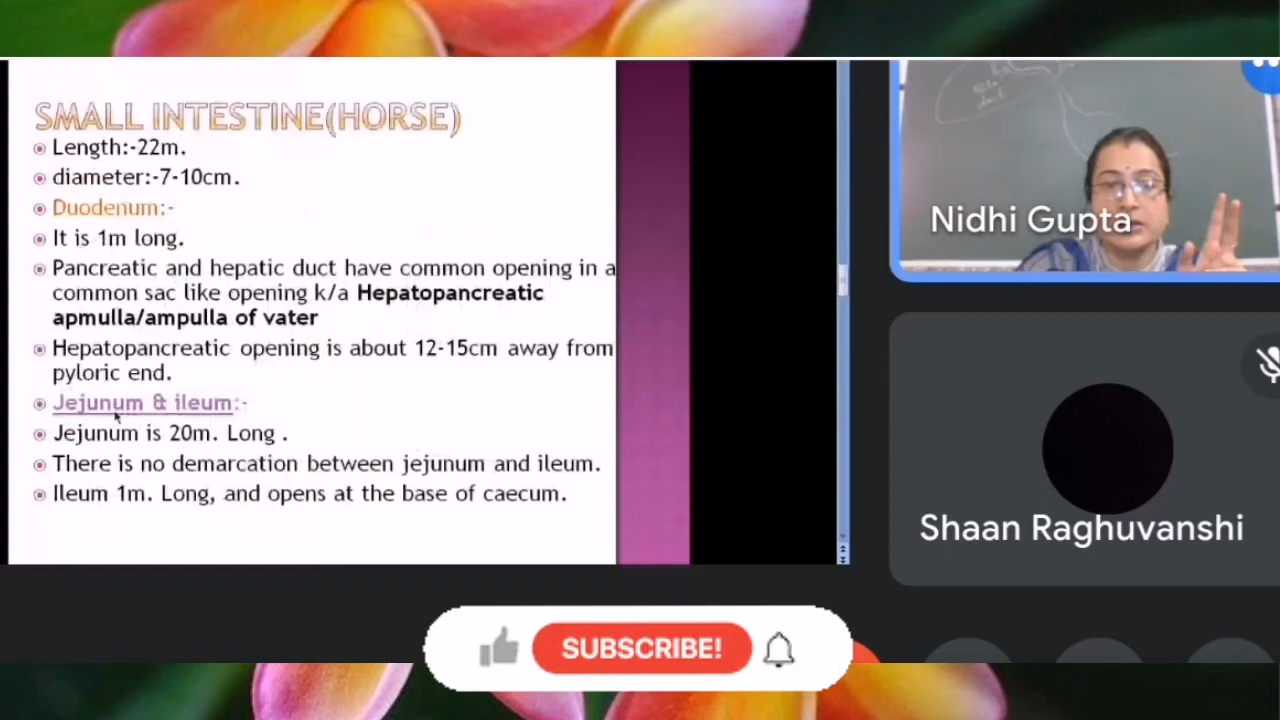 SMALL INTESTINE(HORSE)
Length:-22m.
diameter:-7-10cm.
Duodenum:-
It is 1m long.
Pancreatic and hepatic duct have common opening in a
common sac like opening k/a Hepatopancreatic
apmulla/ampulla of vater
Hepatopancreatic opening is about 12-15cm away from
pyloric end.
Jejunum & ileum:-
Jejunum is 20m. Long .
There is no demarcation between jejunum and ileum.
Ileum 1m. Long, and opens at the base of caecum.
Nidhi Gupta
Shaan Raghuvanshi
SUBSCRIBE!